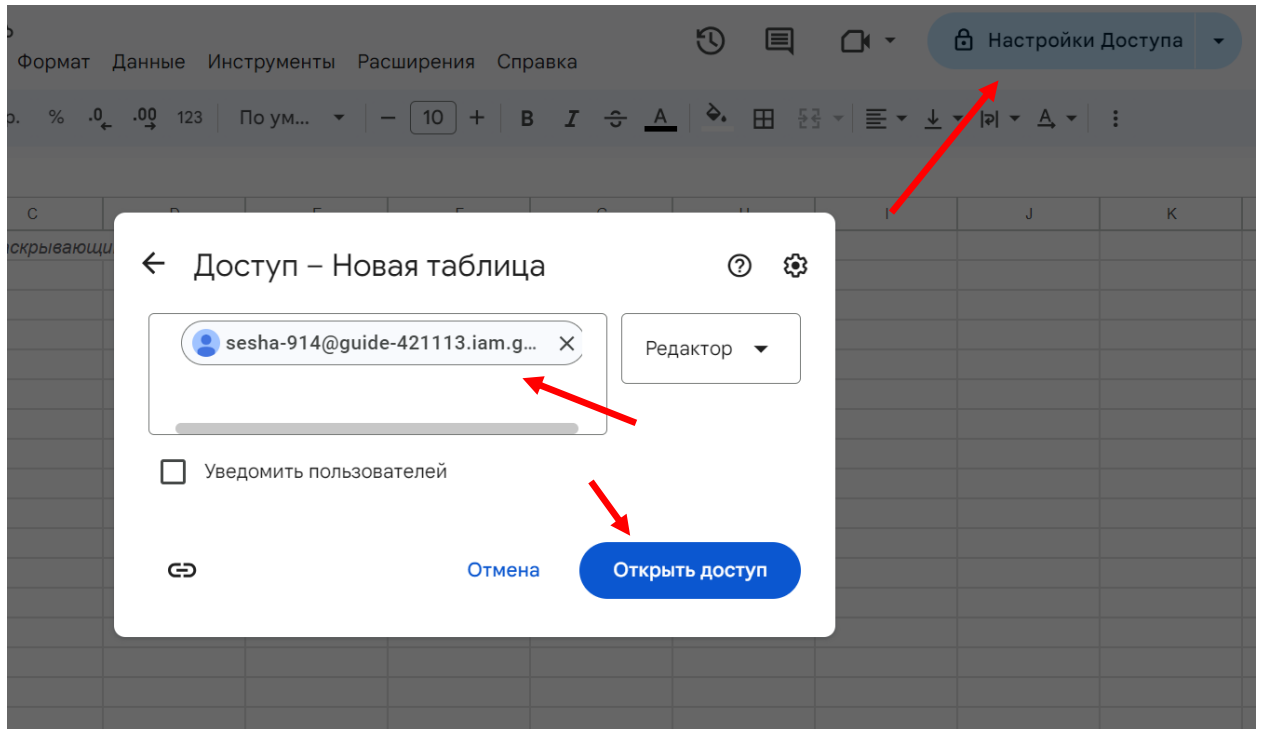 Настройки Доступа
Формат Данные Инструменты Расширения Справка
р. % .0 .00 123 По ум... − 10 + B I S A
C I J K
Доступ – Новая таблица
sesha-914@guide-421113.iam.g...
Редактор
Уведомить пользователей
Отмена Открыть доступ